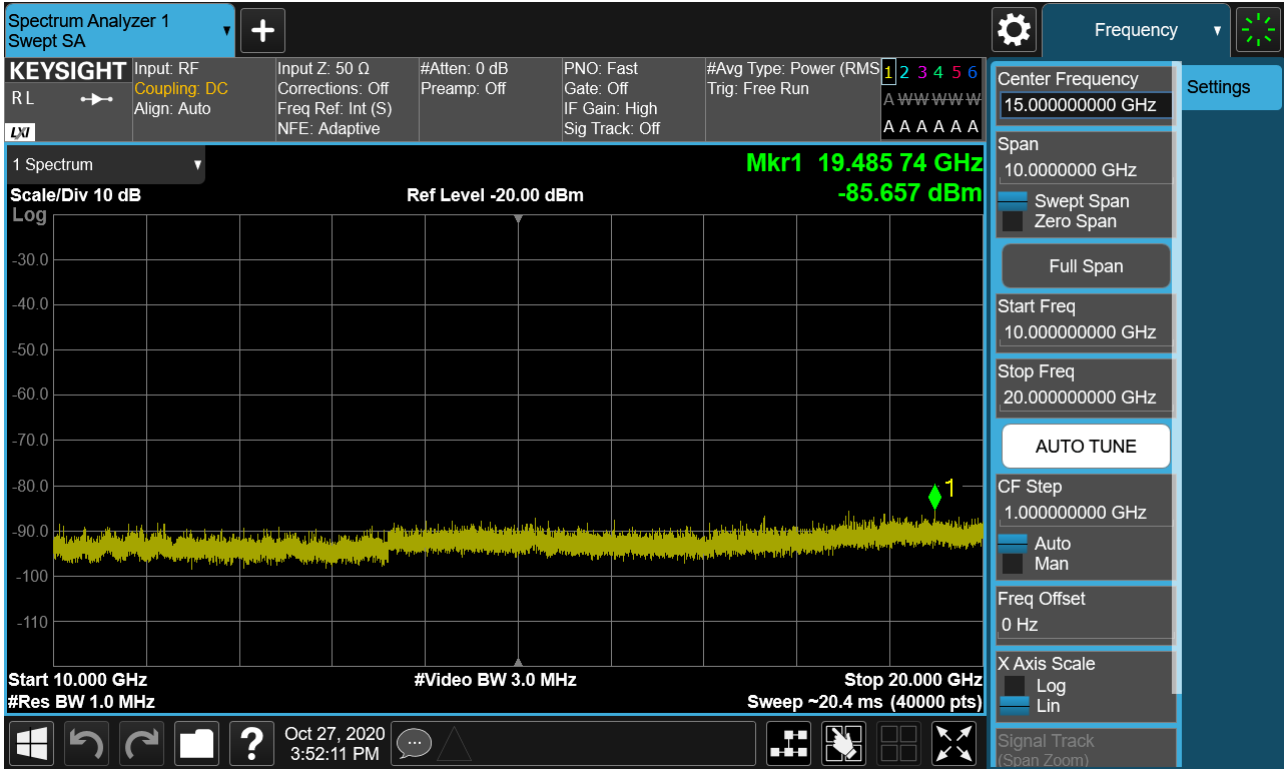 Spectrum Analyzer 1
Swept SA
Frequency
KEYSIGHT
R L
LXI
Input: RF
Coupling: DC
Align: Auto
Input Z: 50 Ω
Corrections: Off
Freq Ref: Int (S)
NFE: Adaptive
#Atten: 0 dB
Preamp: Off
PNO: Fast
Gate: Off
IF Gain: High
Sig Track: Off
#Avg Type: Power (RMS
Trig: Free Run
1 2 3 4 5 6
A W W W W W
A A A A A A
1 Spectrum
Mkr1 19.485 74 GHz
Scale/Div 10 dB
Ref Level -20.00 dBm
-85.657 dBm
Log
-30.0
-40.0
-50.0
-60.0
-70.0
-80.0
1
-90.0
-100
-110
Start 10.000 GHz
#Video BW 3.0 MHz
Stop 20.000 GHz
#Res BW 1.0 MHz
Sweep ~20.4 ms (40000 pts)
Oct 27, 2020
3:52:11 PM
Center Frequency
15.000000000 GHz
Span
10.0000000 GHz
Swept Span
Zero Span
Full Span
Start Freq
10.000000000 GHz
Stop Freq
20.000000000 GHz
AUTO TUNE
CF Step
1.000000000 GHz
Auto
Man
Freq Offset
0 Hz
X Axis Scale
Log
Lin
Signal Track
(Span Zoom)
Settings